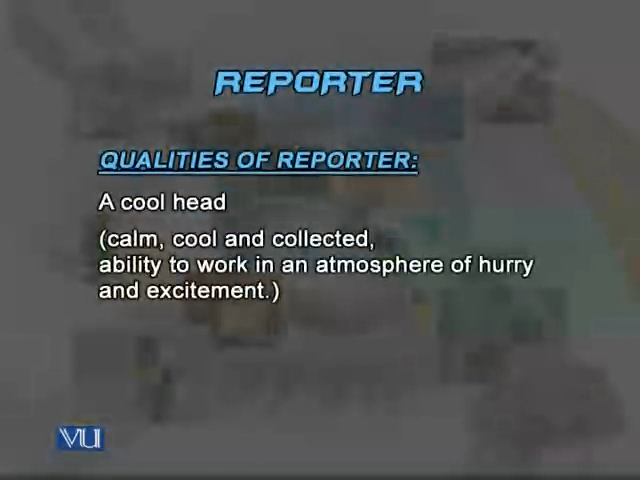 REPORTER
QUALITIES OF REPORTER:
A cool head
(calm, cool and collected,
ability to work in an atmosphere of hurry
and excitement.)
VU